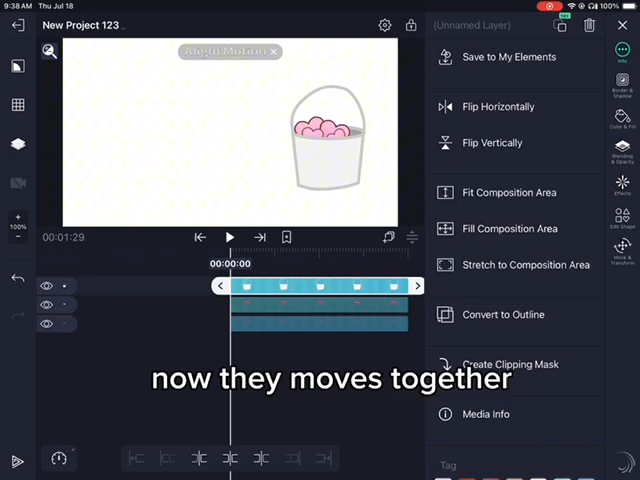 9:38 AM Thu Jul 18
100%
New Project 123
(Unnamed Layer)
TRY
Alight Motion ×
Save to My Elements
Info
Flip Horizontally
Border & Shadow
Flip Vertically
Color & Fill
Blending & Opacity
Fit Composition Area
Effects
Fill Composition Area
Edit Shape
Stretch to Composition Area
Move & Transform
+
100%
-
00:01:29
00:00:00
Convert to Outline
Create Clipping Mask
now they moves together
Media Info
Tag